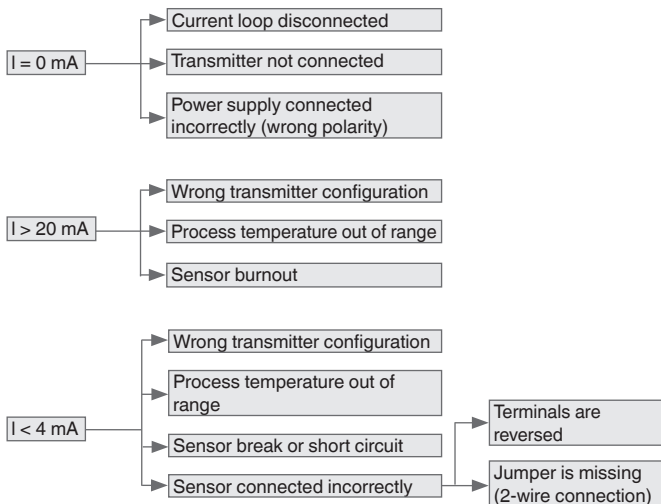 I = 0 mA
Current loop disconnected
Transmitter not connected
Power supply connected
incorrectly (wrong polarity)
I > 20 mA
Wrong transmitter configuration
Process temperature out of range
Sensor burnout
I < 4 mA
Wrong transmitter configuration
Process temperature out of
range
Sensor break or short circuit
Sensor connected incorrectly
Terminals are
reversed
Jumper is missing
(2-wire connection)